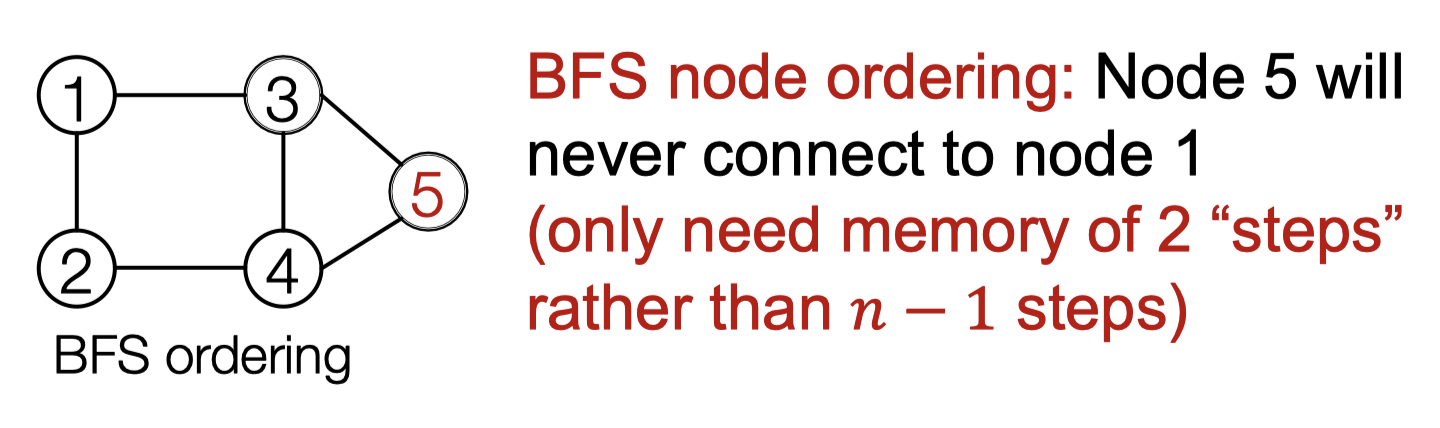 1
3
5
2
4
BFS ordering
BFS node ordering: Node 5 will
never connect to node 1
(only need memory of 2 “steps”
rather than 𝑛 − 1 steps)